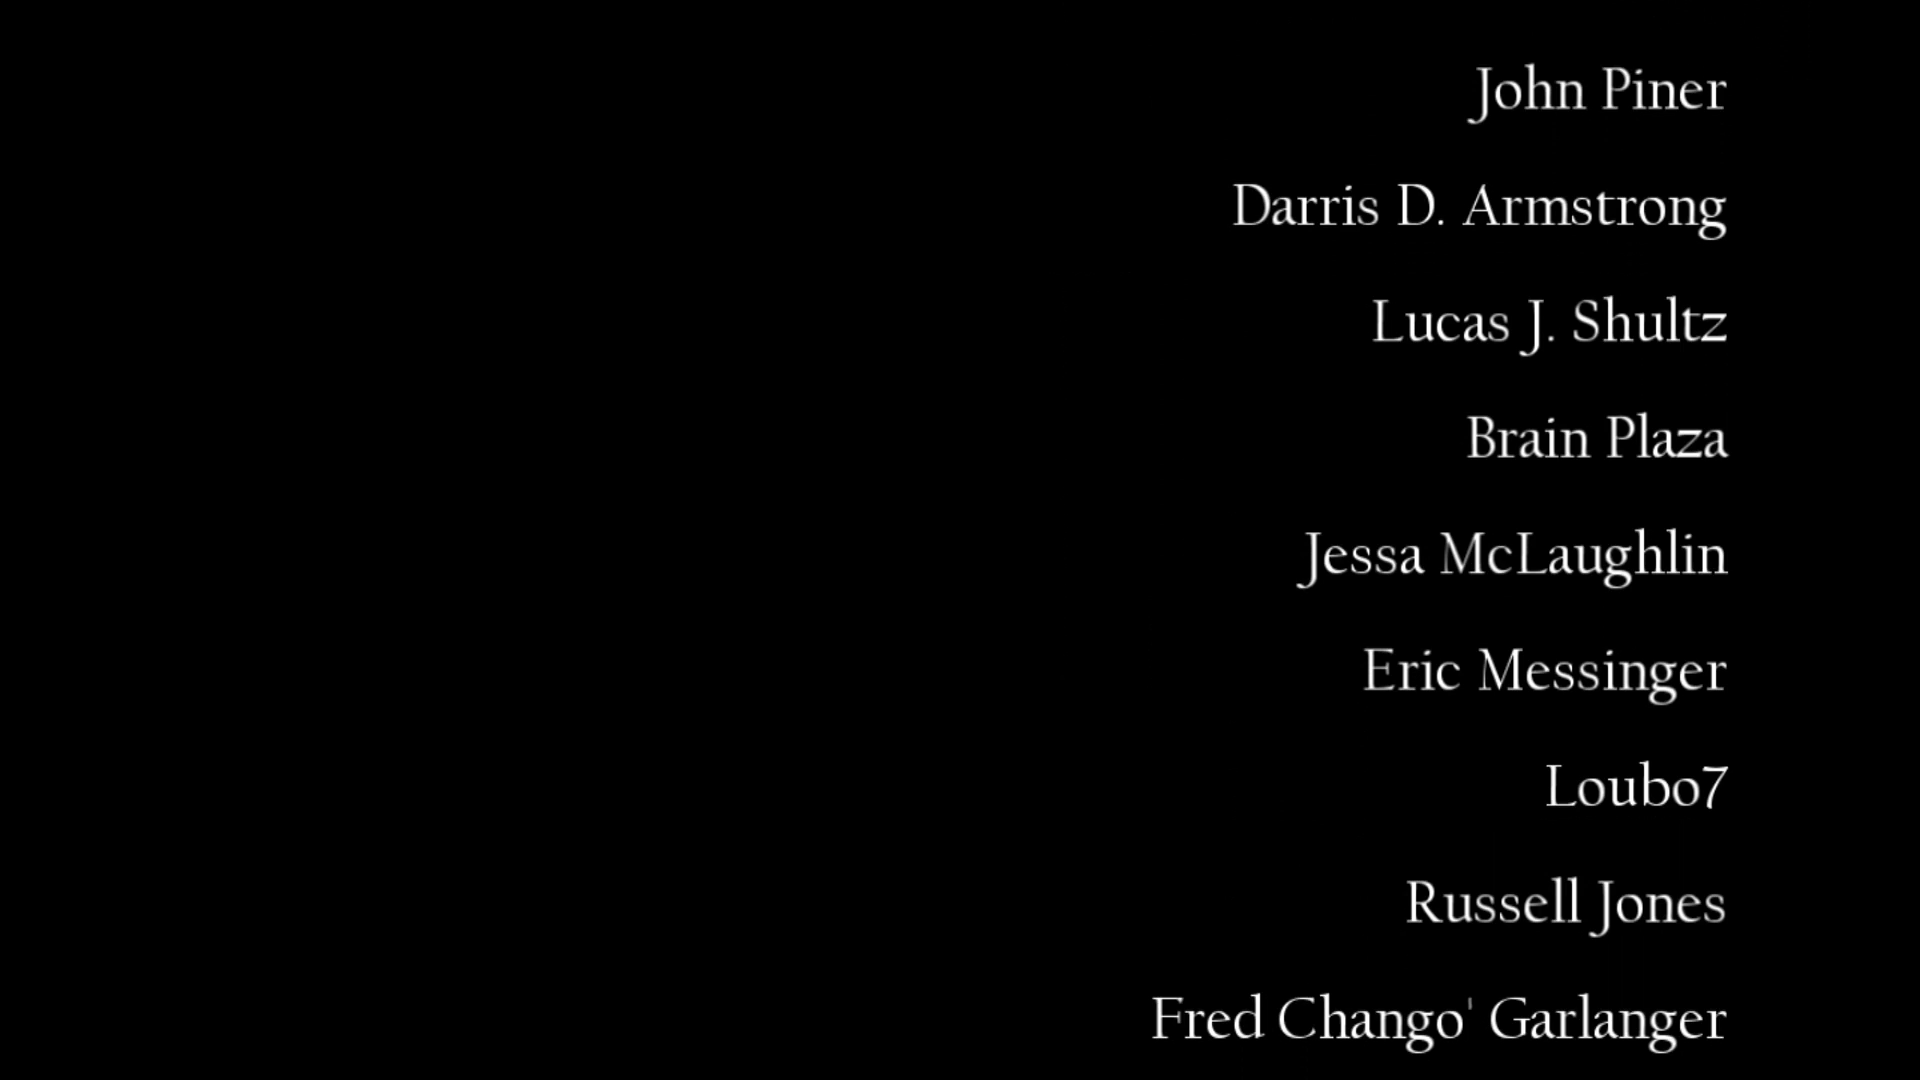 John Piner
Darris D. Armstrong
Lucas J. Shultz
Brain Plaza
Jessa McLaughlin
Eric Messinger
Loubo7
Russell Jones
Fred Chango' Garlanger